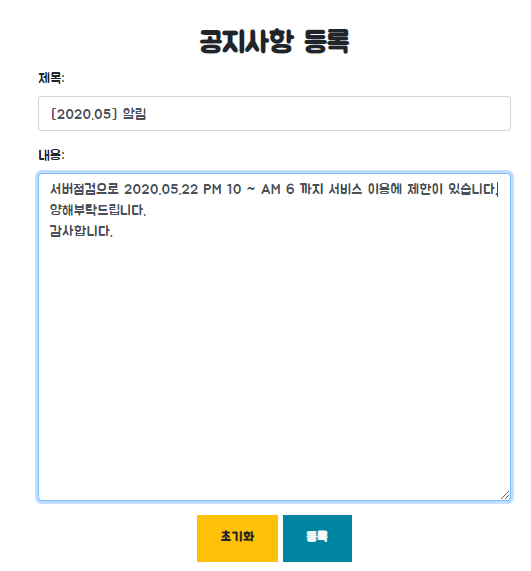 공지사항 등록
제목:
[2020.05] 알림
내용:
서버점검으로 2020.05.22 PM 10 ~ AM 6 까지 서비스 이용에 제한이 있습니다.
양해부탁드립니다.
감사합니다.
초기화
등록